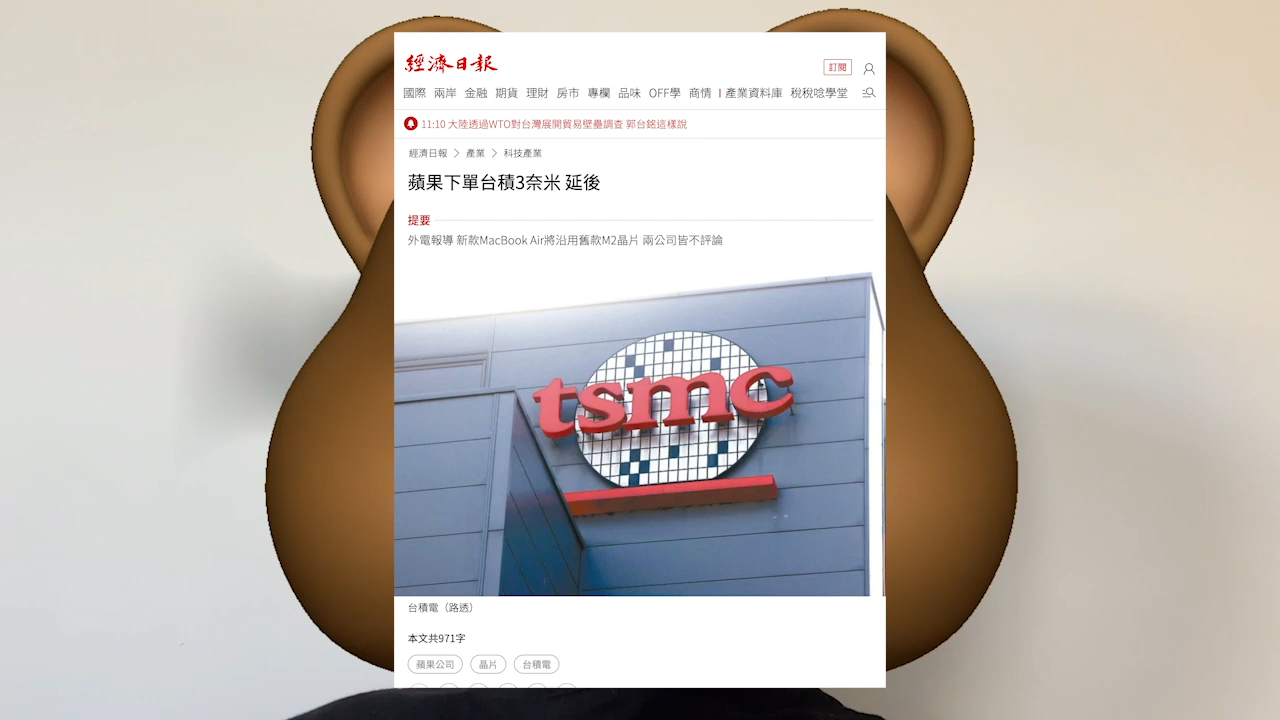 經濟日報
訂閱
國際 兩岸 金融 期貨 理財 房市 專欄 品味 OFF學 商情 產業資料庫 稅稅唸學堂
11:10 大陸透過WTO對台灣展開貿易壁壘調查 郭台銘這樣說
經濟日報 > 產業 > 科技產業
蘋果下單台積3奈米 延後
提要
外電報導 新款MacBook Air將沿用舊款M2晶片 兩公司皆不評論
tsmc
台積電（路透）
本文共971字
蘋果公司 晶片 台積電